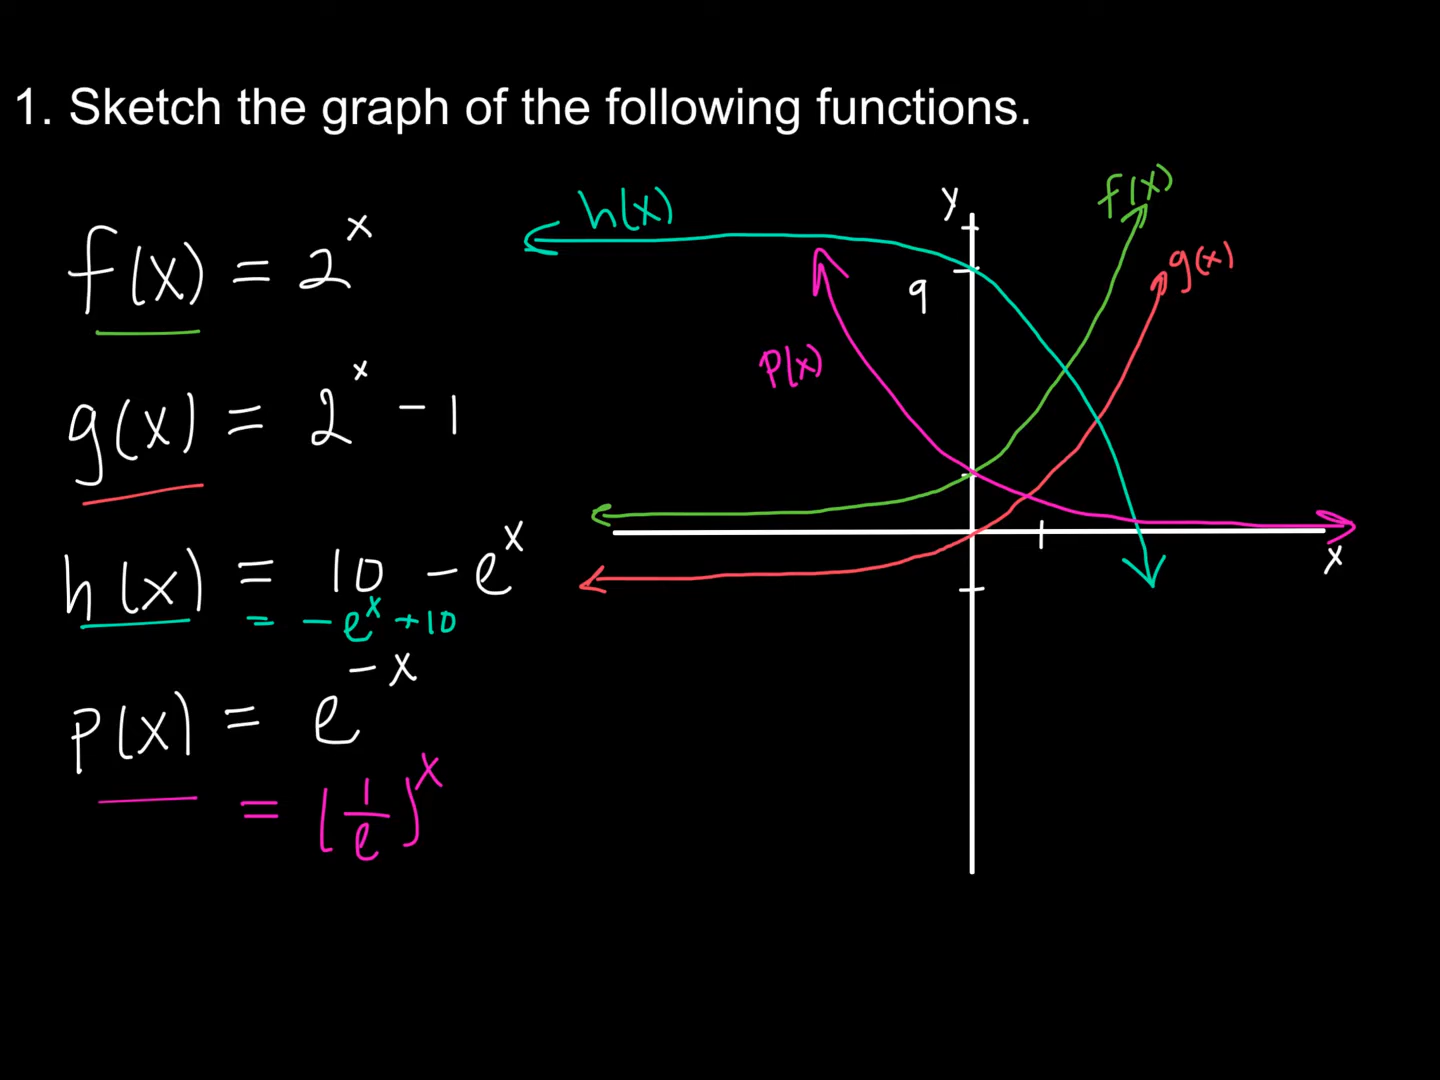 1. Sketch the graph of the following functions.
f(x) = 2^x
g(x) = 2^x - 1
h(x) = 10 - e^x
= -e^x + 10
p(x) = e^-x
= (1/e)^x
h(x)
y
f(x)
g(x)
9
P(x)
x